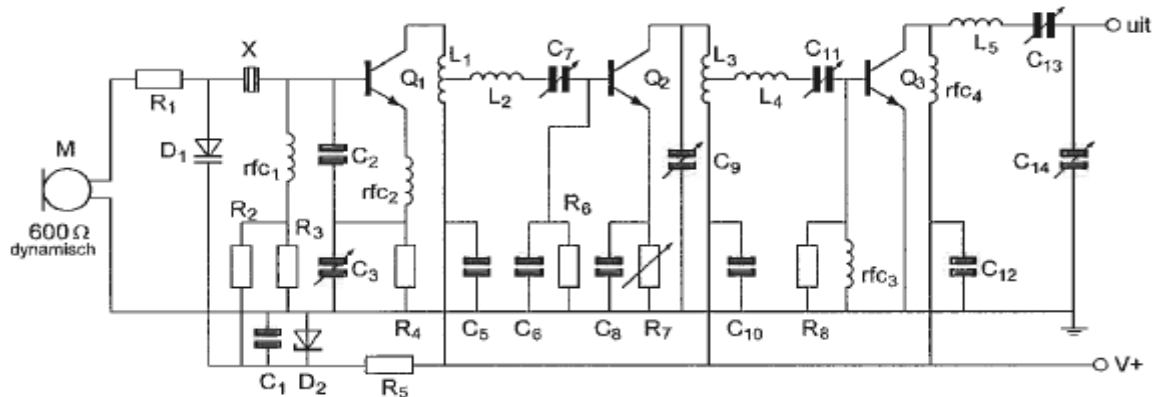 X
R1
D1
M
600 Ω
dynamisch
rfc1
C2
Q1
rfc2
R2
R3
C3
R4
C1
D2
R5
L1
L2
C7
Q2
R6
C5
C6
C8
R7
C9
L3
L4
C11
Q3
rfc4
L5
C13
uit
C14
C10
R8
rfc3
C12
V+